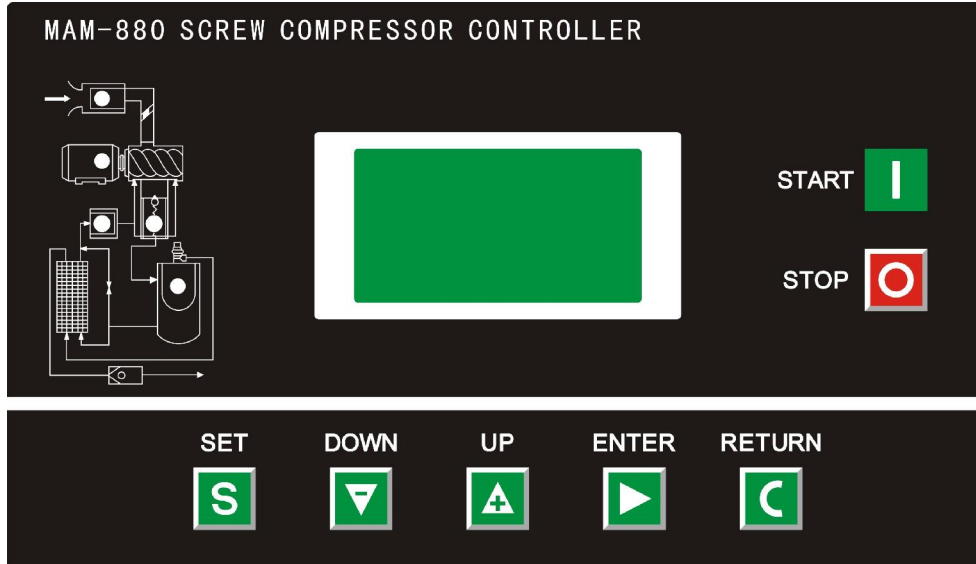 MAM-880 SCREW COMPRESSOR CONTROLLER
START
STOP
SET DOWN UP ENTER RETURN
S - + C